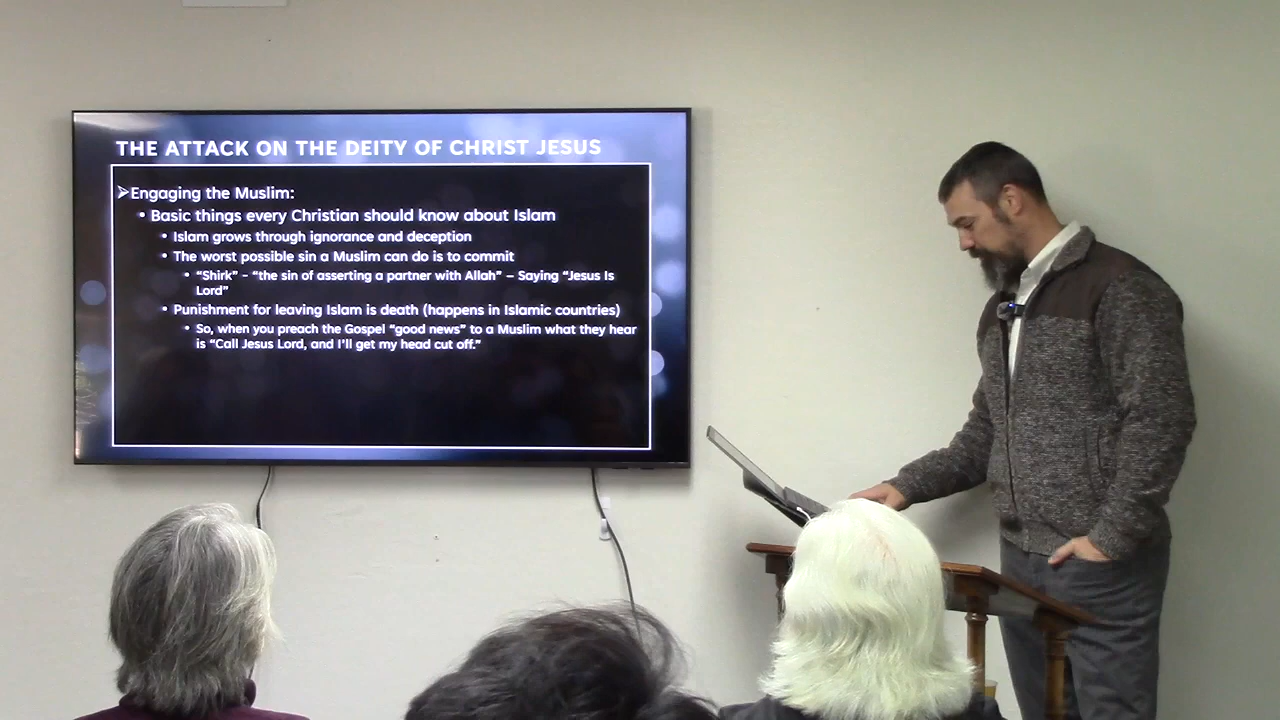 THE ATTACK ON THE DEITY OF CHRIST JESUS
➢Engaging the Muslim:
• Basic things every Christian should know about Islam
• Islam grows through ignorance and deception
• The worst possible sin a Muslim can do is to commit
• “Shirk” - “the sin of asserting a partner with Allah” – Saying “Jesus Is
Lord”
• Punishment for leaving Islam is death (happens in Islamic countries)
• So, when you preach the Gospel “good news” to a Muslim what they hear
is “Call Jesus Lord, and I’ll get my head cut off.”